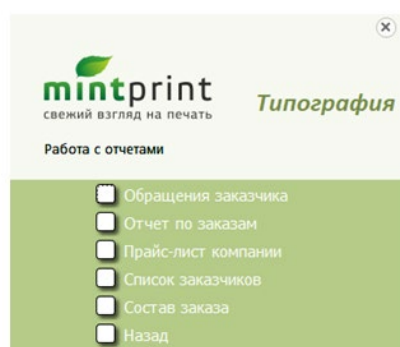 mintprint
свежий взгляд на печать
Типография
Работа с отчетами
Обращения заказчика
Отчет по заказам
Прайс-лист компании
Список заказчиков
Состав заказа
Назад